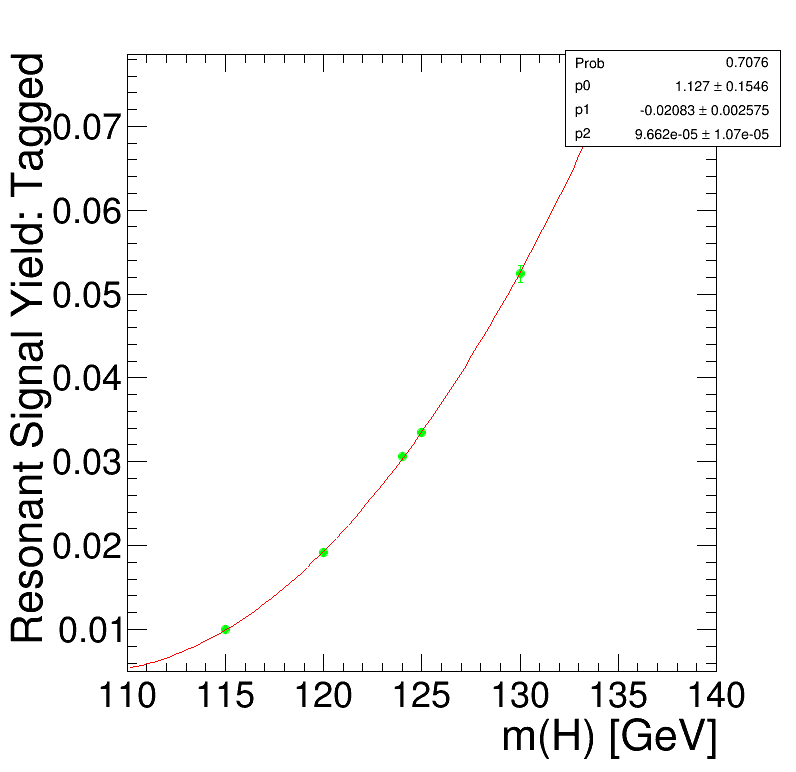 Resonant Signal Yield: Tagged
Prob 0.7076
p0 1.127 ± 0.1546
p1 -0.02083 ± 0.002575
p2 9.662e-05 ± 1.07e-05
0.07
0.06
0.05
0.04
0.03
0.02
0.01
110 115 120 125 130 135 140
m(H) [GeV]